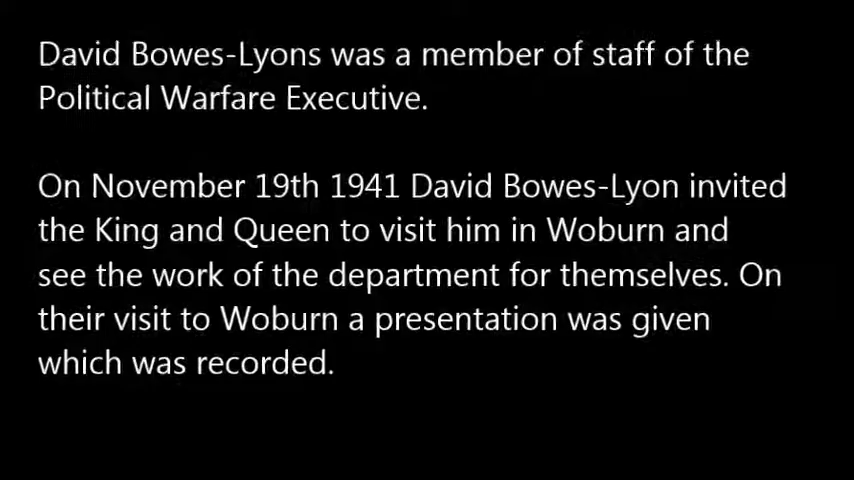 David Bowes-Lyons was a member of staff of the
Political Warfare Executive.
On November 19th 1941 David Bowes-Lyon invited
the King and Queen to visit him in Woburn and
see the work of the department for themselves. On
their visit to Woburn a presentation was given
which was recorded.